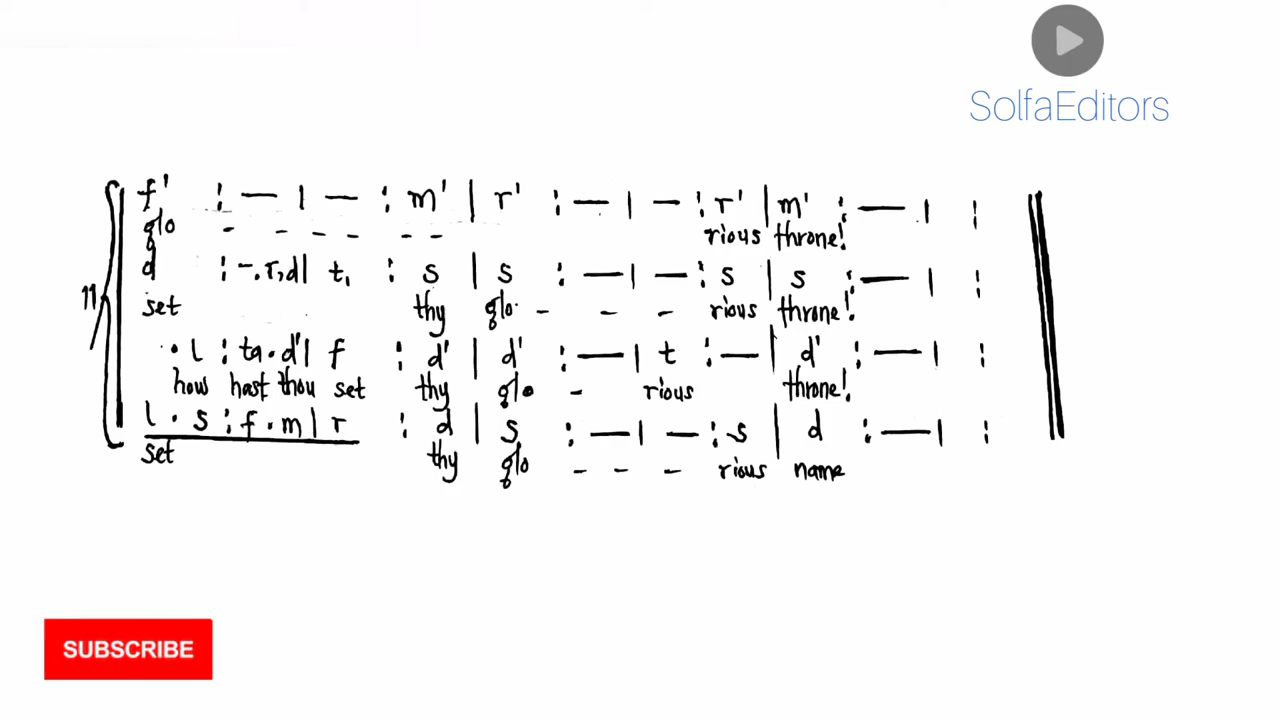 SolfaEditors
f' : — | — : m' | r' : — | — : r' | m' : — | :
glo - - - - - - rious throne!
d : -. r,d | t, : s | s : — | — : s | s : — | :
set thy glo - - - rious throne!
11
. l : ta . d' | f : d' | d' : — | t : — | d' : — | :
how hast thou set thy glo - rious throne!
l . s : f . m | r : d | s : — | — : s | d : — | :
set thy glo - - - rious name
SUBSCRIBE